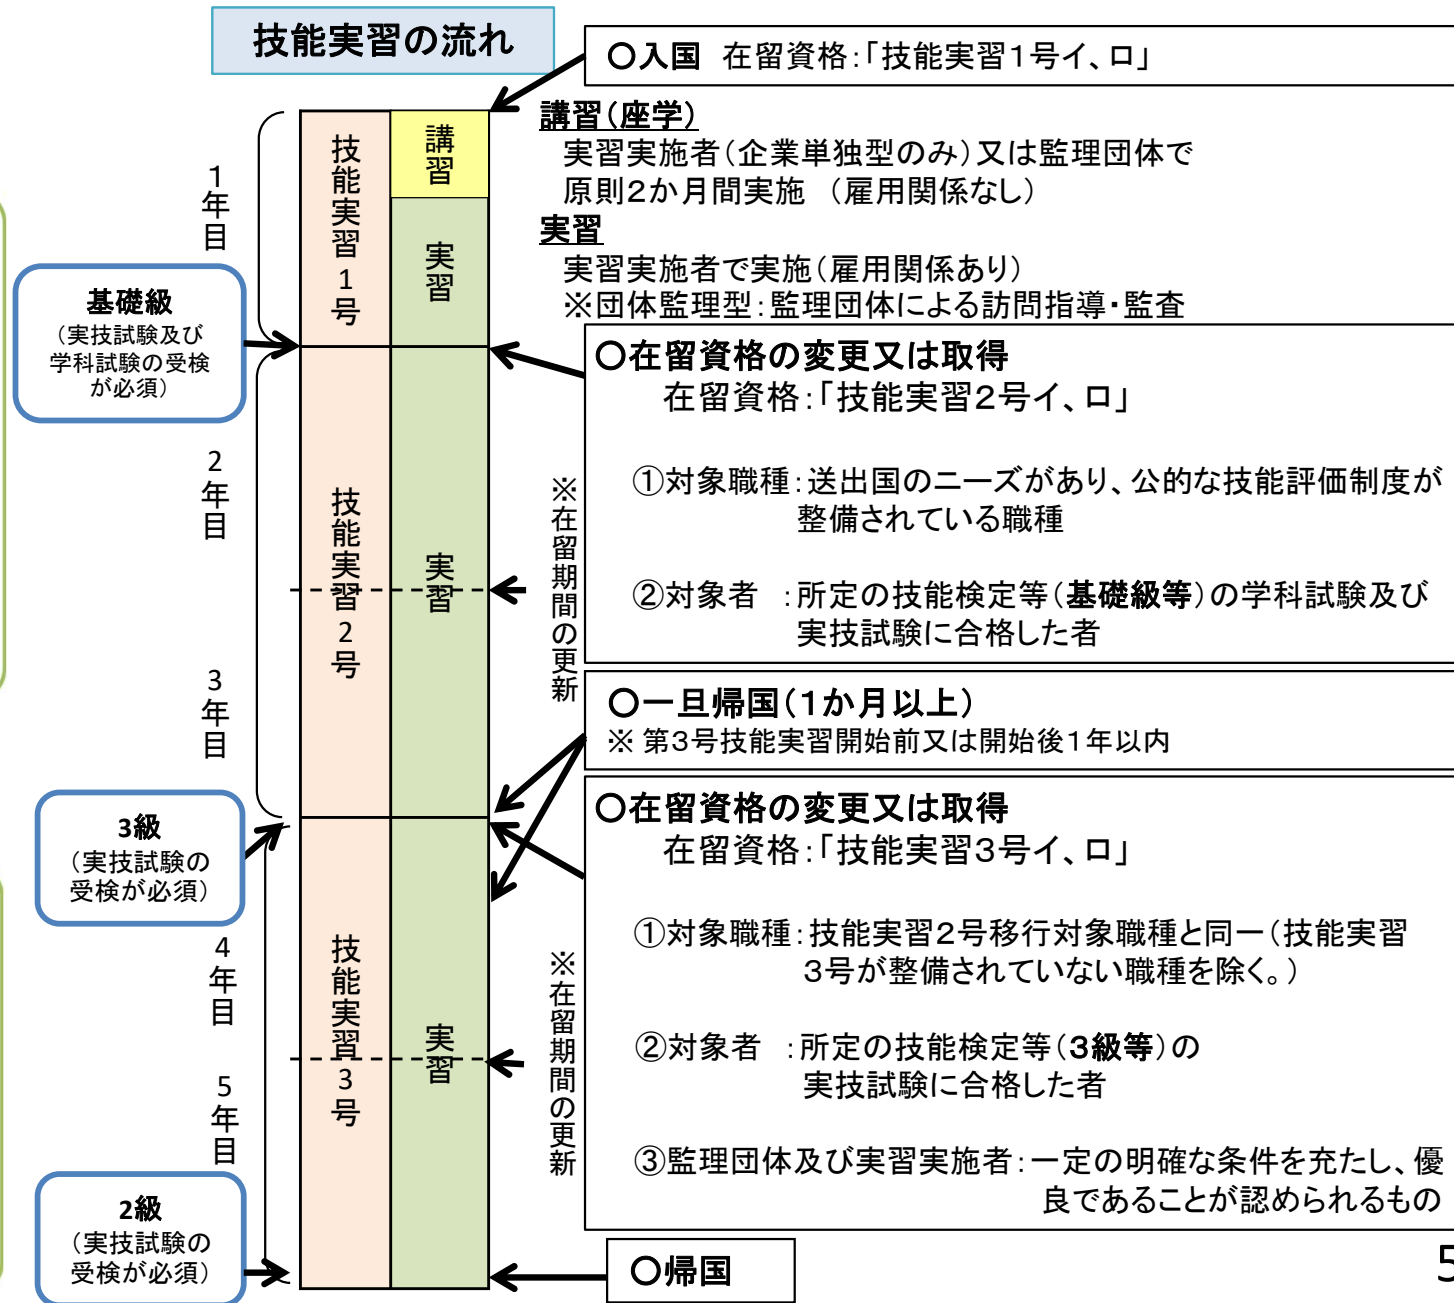 技能実習の流れ
○入国 在留資格：「技能実習１号イ、ロ」
講習（座学）
実習実施者（企業単独型のみ）又は監理団体で
原則２か月間実施 （雇用関係なし）
実習
実習実施者で実施（雇用関係あり）
※団体監理型：監理団体による訪問指導・監査
1年目
技能実習1号
講習
実習
基礎級
（実技試験及び
学科試験の受検
が必須）
○在留資格の変更又は取得
在留資格：「技能実習２号イ、ロ」
①対象職種：送出国のニーズがあり、公的な技能評価制度が
整備されている職種
②対象者 ：所定の技能検定等（基礎級等）の学科試験及び
実技試験に合格した者
2年目
3年目
技能実習2号
実習
※在留期間の更新
○一旦帰国（１か月以上）
※ 第３号技能実習開始前又は開始後１年以内
3級
（実技試験の
受検が必須）
○在留資格の変更又は取得
在留資格：「技能実習３号イ、ロ」
①対象職種：技能実習２号移行対象職種と同一（技能実習
３号が整備されていない職種を除く。）
②対象者 ：所定の技能検定等（３級等）の
実技試験に合格した者
③監理団体及び実習実施者：一定の明確な条件を充たし、優
良であることが認められるもの
4年目
5年目
技能実習3号
実習
※在留期間の更新
2級
（実技試験の
受検が必須）
○帰国
5